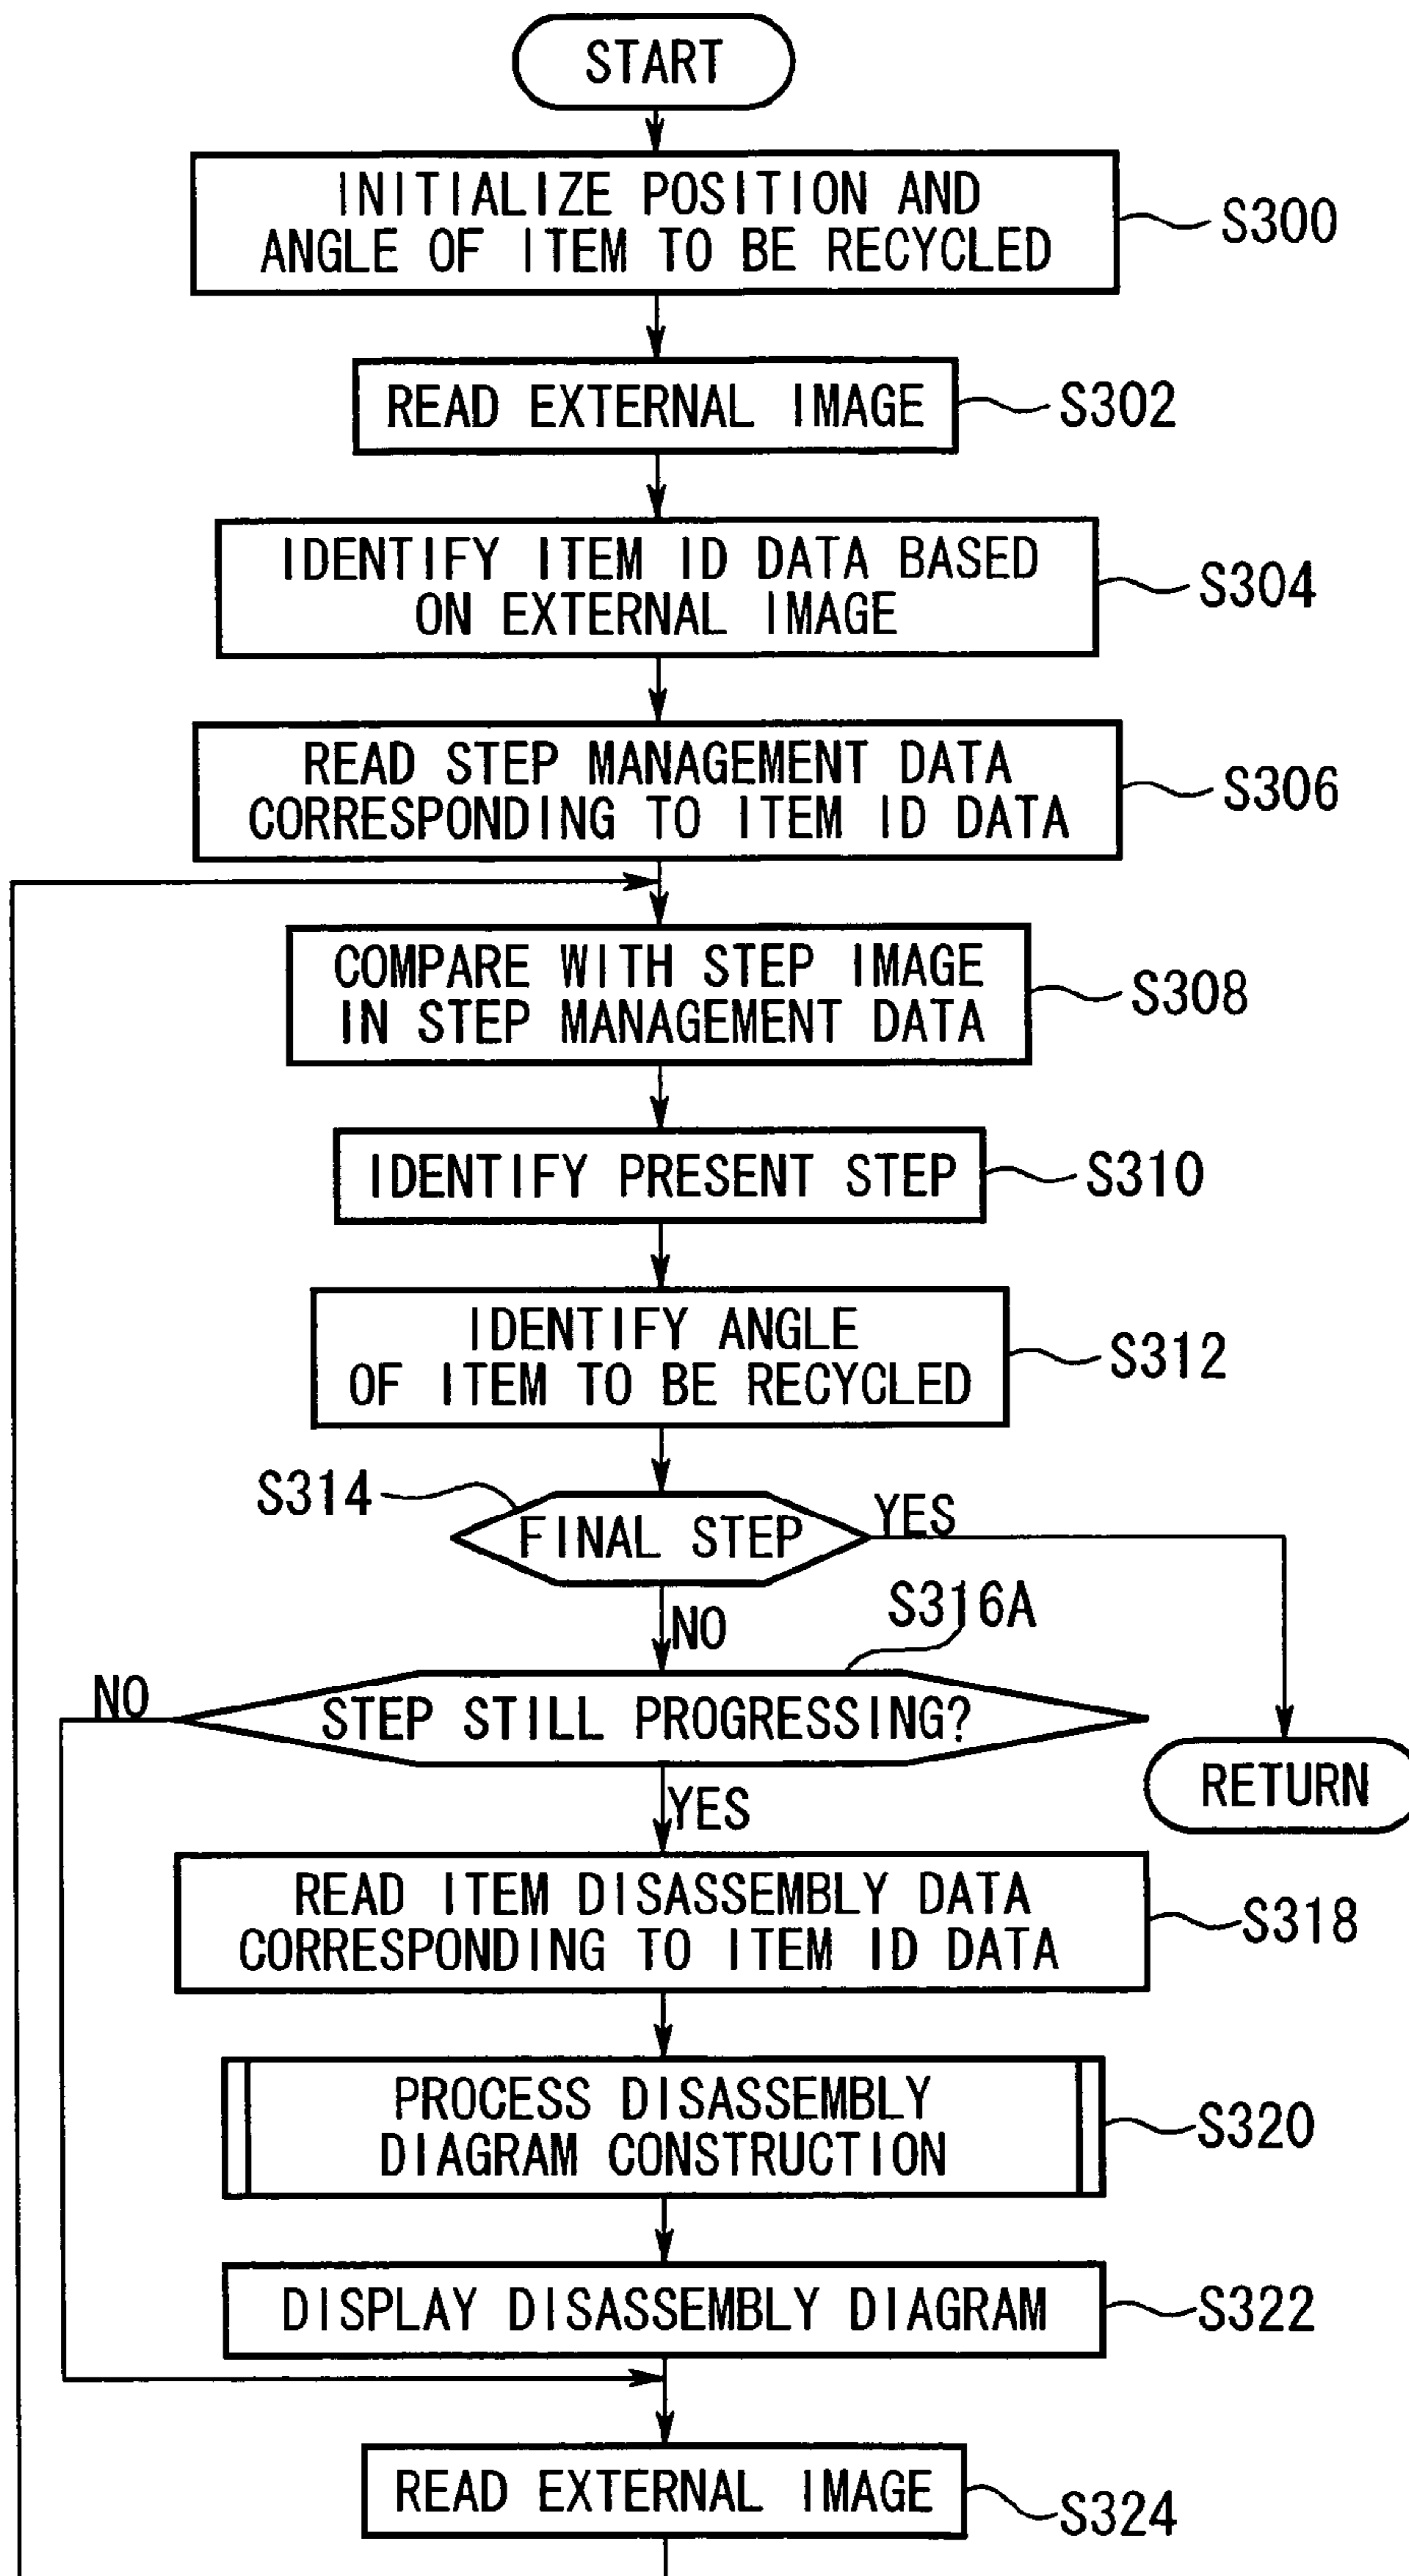 START
INITIALIZE POSITION AND
ANGLE OF ITEM TO BE RECYCLED
S300
READ EXTERNAL IMAGE
S302
IDENTIFY ITEM ID DATA BASED
ON EXTERNAL IMAGE
S304
READ STEP MANAGEMENT DATA
CORRESPONDING TO ITEM ID DATA
S306
COMPARE WITH STEP IMAGE
IN STEP MANAGEMENT DATA
S308
IDENTIFY PRESENT STEP
S310
IDENTIFY ANGLE
OF ITEM TO BE RECYCLED
S312
S314
FINAL STEP
YES
NO
S316A
NO
STEP STILL PROGRESSING?
YES
RETURN
READ ITEM DISASSEMBLY DATA
CORRESPONDING TO ITEM ID DATA
S318
PROCESS DISASSEMBLY
DIAGRAM CONSTRUCTION
S320
DISPLAY DISASSEMBLY DIAGRAM
S322
READ EXTERNAL IMAGE
S324